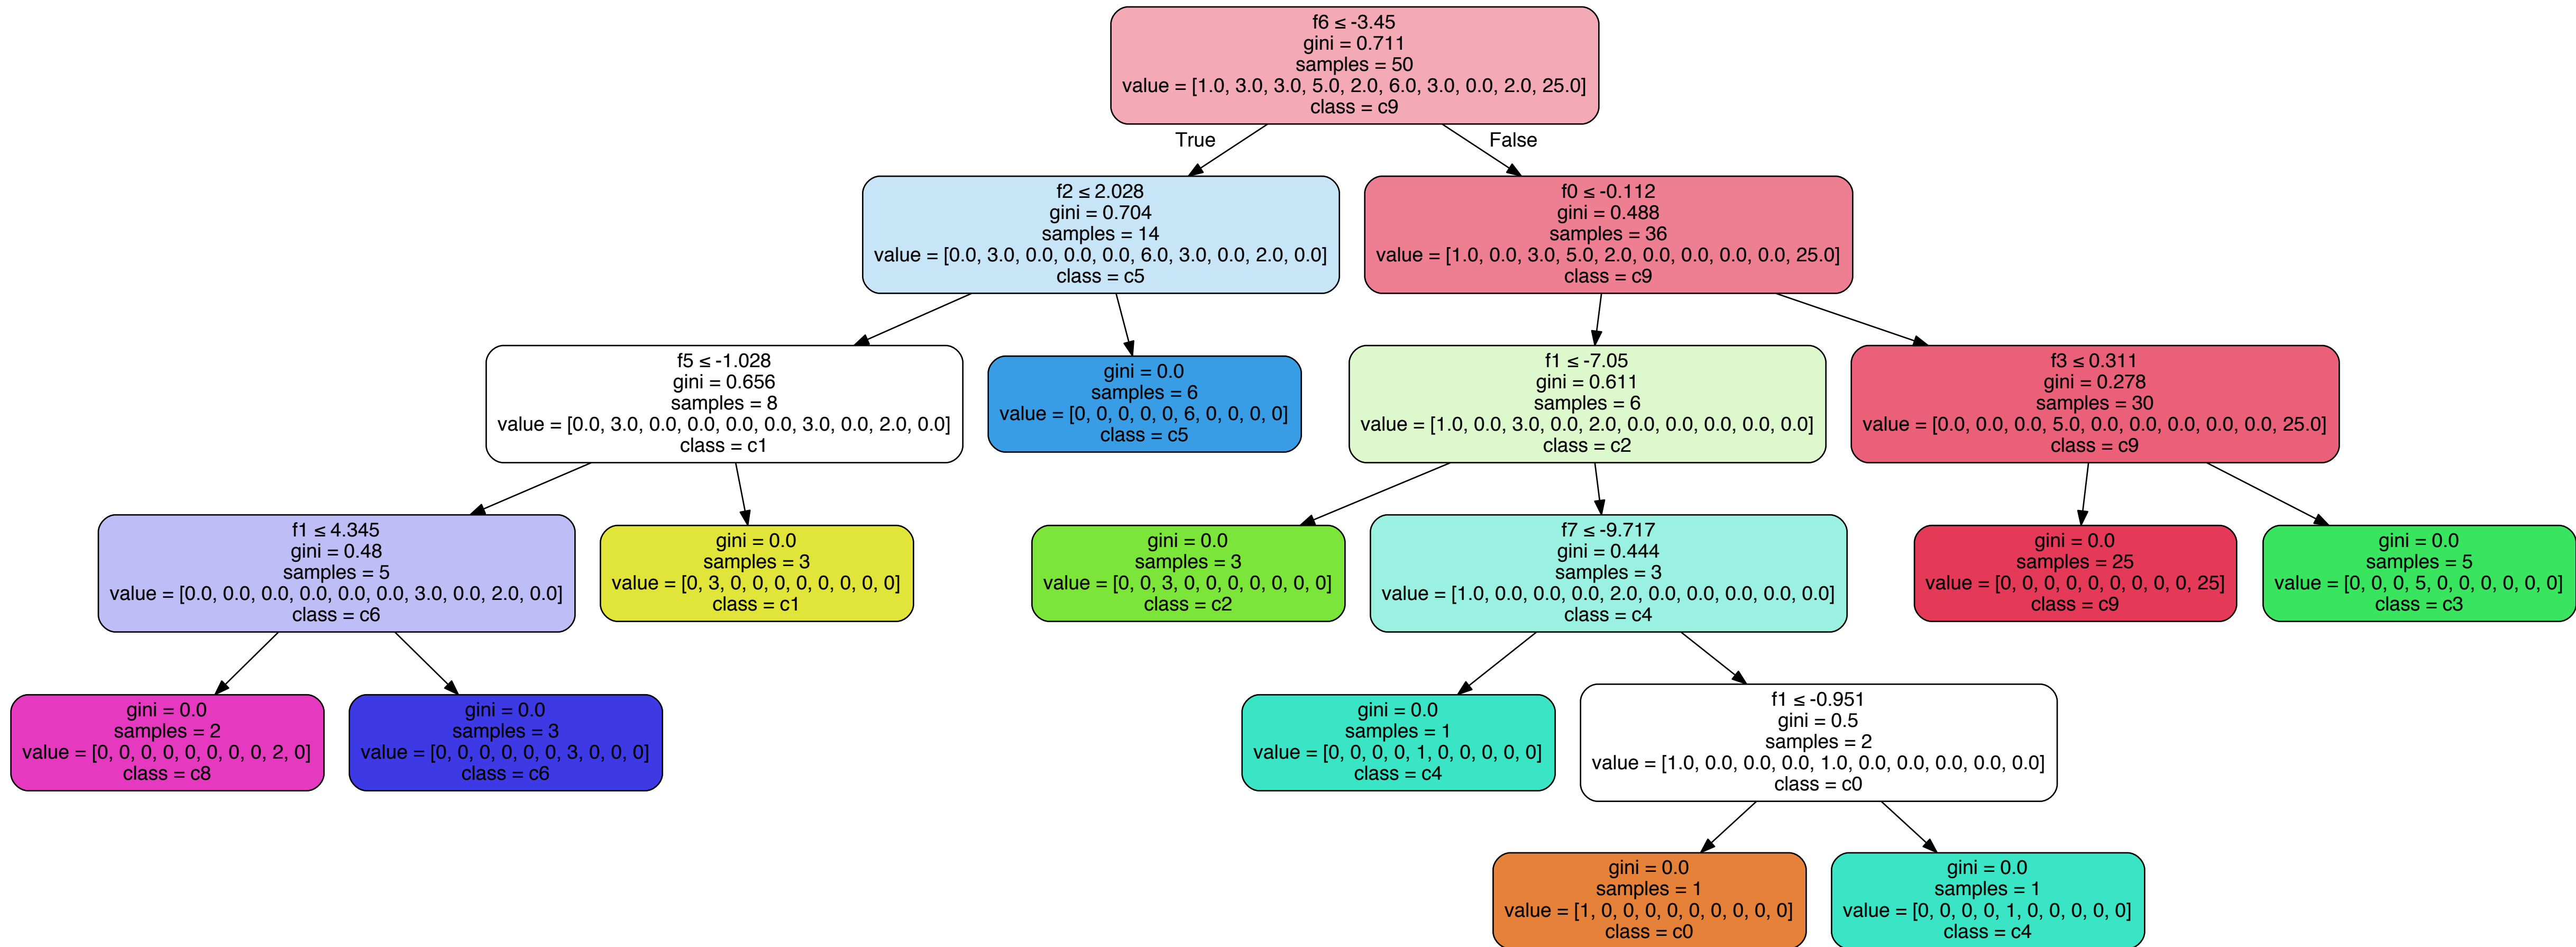 f6 ≤ -3.45
gini = 0.711
samples = 50
value = [1.0, 3.0, 3.0, 5.0, 2.0, 6.0, 3.0, 0.0, 2.0, 25.0]
class = c9
True
False
f2 ≤ 2.028
gini = 0.704
samples = 14
value = [0.0, 3.0, 0.0, 0.0, 0.0, 6.0, 3.0, 0.0, 2.0, 0.0]
class = c5
f0 ≤ -0.112
gini = 0.488
samples = 36
value = [1.0, 0.0, 3.0, 5.0, 2.0, 0.0, 0.0, 0.0, 0.0, 25.0]
class = c9
f5 ≤ -1.028
gini = 0.656
samples = 8
value = [0.0, 3.0, 0.0, 0.0, 0.0, 0.0, 3.0, 0.0, 2.0, 0.0]
class = c1
gini = 0.0
samples = 6
value = [0, 0, 0, 0, 0, 6, 0, 0, 0, 0]
class = c5
f1 ≤ -7.05
gini = 0.611
samples = 6
value = [1.0, 0.0, 3.0, 0.0, 2.0, 0.0, 0.0, 0.0, 0.0, 0.0]
class = c2
f3 ≤ 0.311
gini = 0.278
samples = 30
value = [0.0, 0.0, 0.0, 5.0, 0.0, 0.0, 0.0, 0.0, 0.0, 25.0]
class = c9
f1 ≤ 4.345
gini = 0.48
samples = 5
value = [0.0, 0.0, 0.0, 0.0, 0.0, 0.0, 3.0, 0.0, 2.0, 0.0]
class = c6
gini = 0.0
samples = 3
value = [0, 3, 0, 0, 0, 0, 0, 0, 0, 0]
class = c1
gini = 0.0
samples = 3
value = [0, 0, 3, 0, 0, 0, 0, 0, 0, 0]
class = c2
f7 ≤ -9.717
gini = 0.444
samples = 3
value = [1.0, 0.0, 0.0, 0.0, 2.0, 0.0, 0.0, 0.0, 0.0, 0.0]
class = c4
gini = 0.0
samples = 25
value = [0, 0, 0, 0, 0, 0, 0, 0, 0, 25]
class = c9
gini = 0.0
samples = 5
value = [0, 0, 0, 5, 0, 0, 0, 0, 0, 0]
class = c3
gini = 0.0
samples = 2
value = [0, 0, 0, 0, 0, 0, 0, 0, 2, 0]
class = c8
gini = 0.0
samples = 3
value = [0, 0, 0, 0, 0, 0, 3, 0, 0, 0]
class = c6
gini = 0.0
samples = 1
value = [0, 0, 0, 0, 1, 0, 0, 0, 0, 0]
class = c4
f1 ≤ -0.951
gini = 0.5
samples = 2
value = [1.0, 0.0, 0.0, 0.0, 1.0, 0.0, 0.0, 0.0, 0.0, 0.0]
class = c0
gini = 0.0
samples = 1
value = [1, 0, 0, 0, 0, 0, 0, 0, 0, 0]
class = c0
gini = 0.0
samples = 1
value = [0, 0, 0, 0, 1, 0, 0, 0, 0, 0]
class = c4